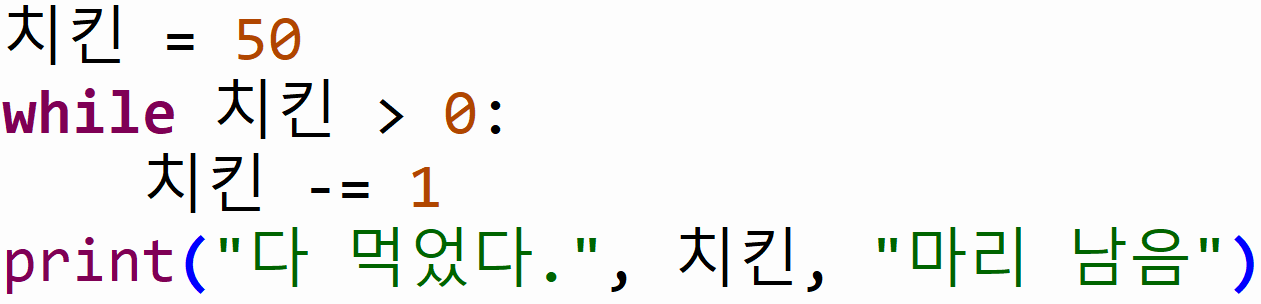 치킨 = 50
while 치킨 > 0:
    치킨 -= 1
print("다 먹었다.", 치킨, "마리 남음")